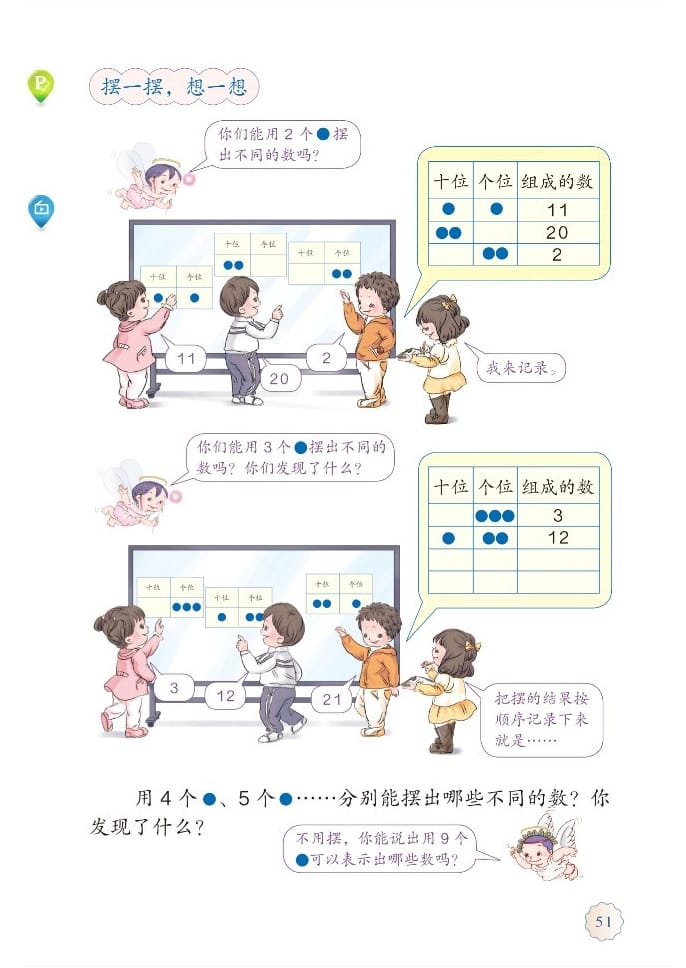 摆一摆，想一想
你们能用 2 个●摆
出不同的数吗？
十位 个位 组成的数
11
20
2
十位 个位
十位 个位
十位 个位
11
20
2
我来记录。
你们能用 3 个●摆出不同的
数吗？你们发现了什么？
十位 个位 组成的数
3
12
十位 个位
十位 个位
十位 个位
3
12
21
把摆的结果按
顺序记录下来
就是……
用 4 个●、5 个●……分别能摆出哪些不同的数？你
发现了什么？
不用摆，你能说出用 9 个
●可以表示出哪些数吗？
51